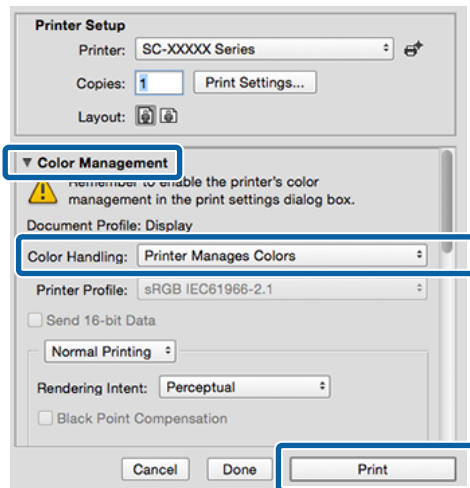 Printer Setup
Printer: SC-XXXXX Series
Copies: 1 Print Settings...
Layout:
▼ Color Management
Remember to enable the printer's color
management in the print settings dialog box.
Document Profile: Display
Color Handling: Printer Manages Colors
Printer Profile: sRGB IEC61966-2.1
Send 16-bit Data
Normal Printing
Rendering Intent: Perceptual
Black Point Compensation
Cancel Done Print